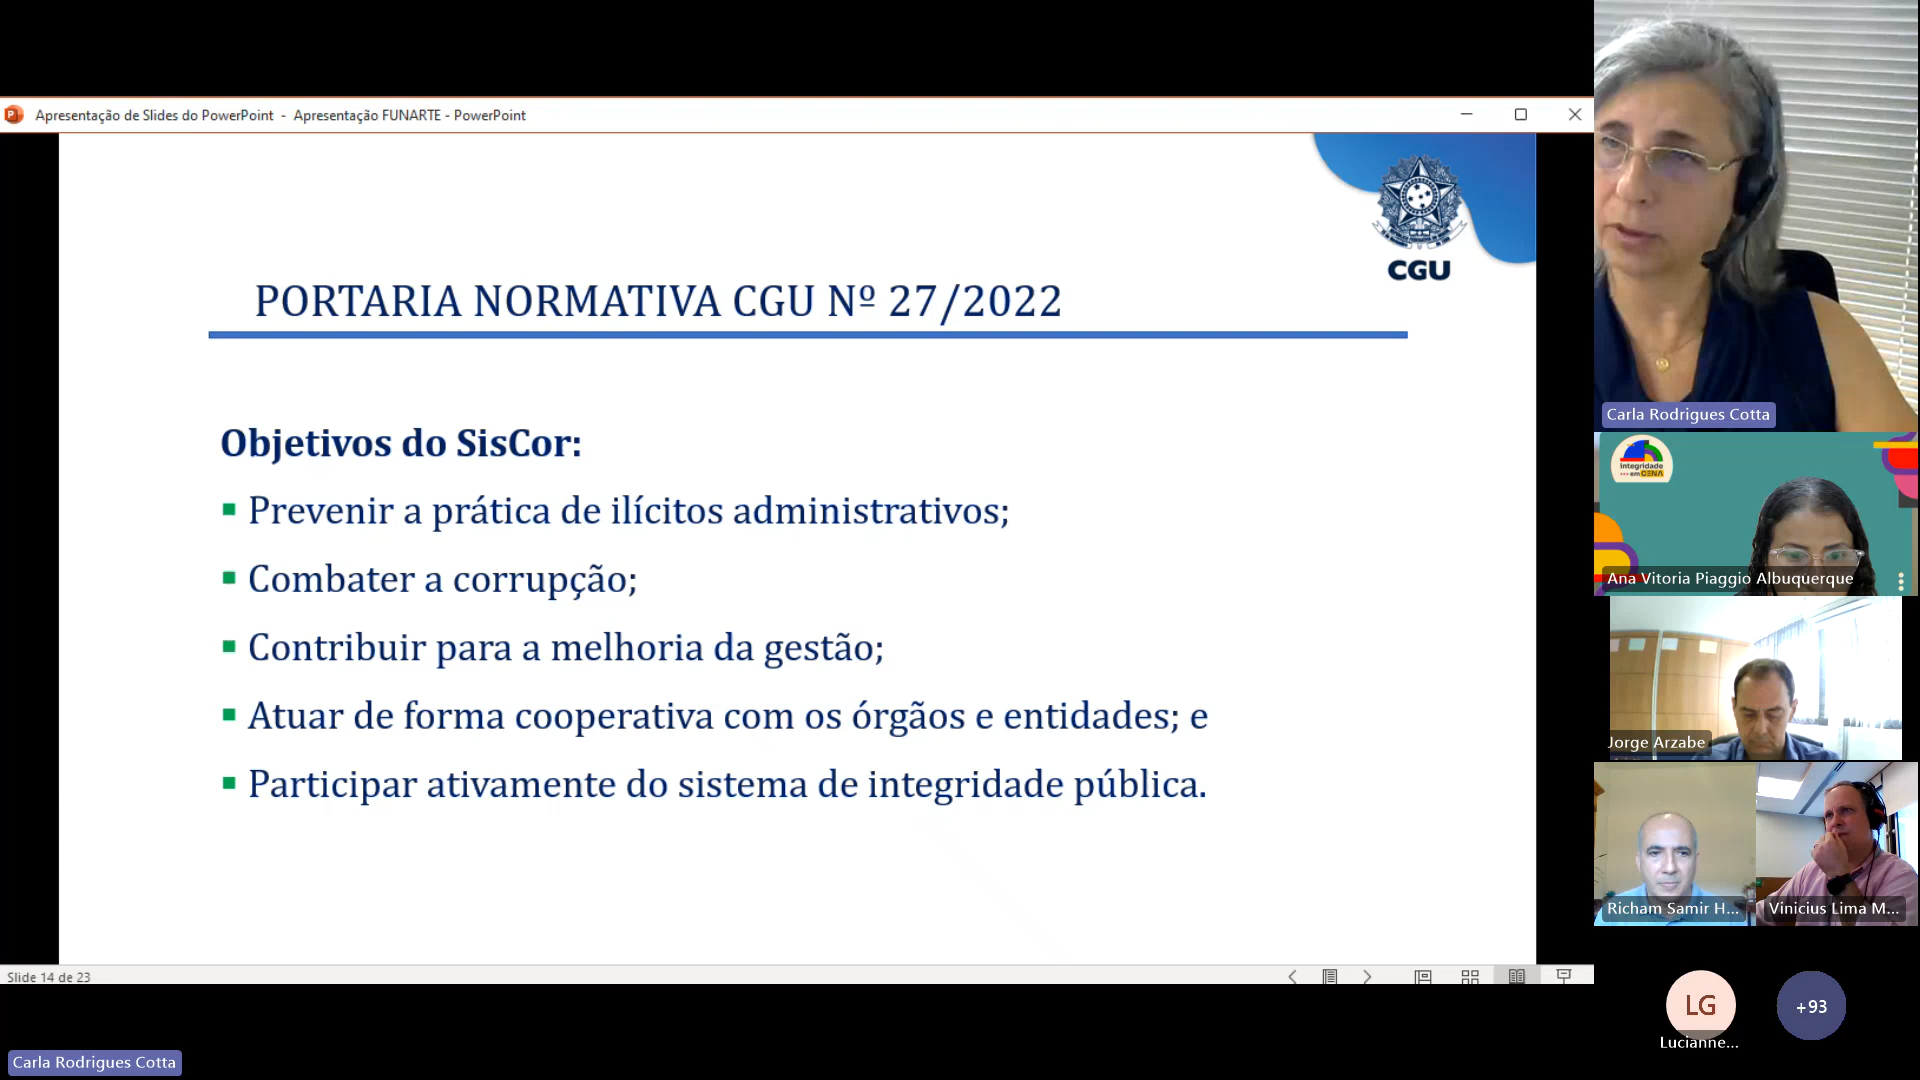 Apresentação de Slides do PowerPoint - Apresentação FUNARTE - PowerPoint
CGU
PORTARIA NORMATIVA CGU Nº 27/2022
Objetivos do SisCor:
Prevenir a prática de ilícitos administrativos;
Combater a corrupção;
Contribuir para a melhoria da gestão;
Atuar de forma cooperativa com os órgãos e entidades; e
Participar ativamente do sistema de integridade pública.
Slide 14 de 23
Carla Rodrigues Cotta
Carla Rodrigues Cotta
integridade
em CENA
Ana Vitoria Piaggio Albuquerque
Jorge Arzabe
Richam Samir H...
Vinicius Lima M...
LG
Lucianne...
+93